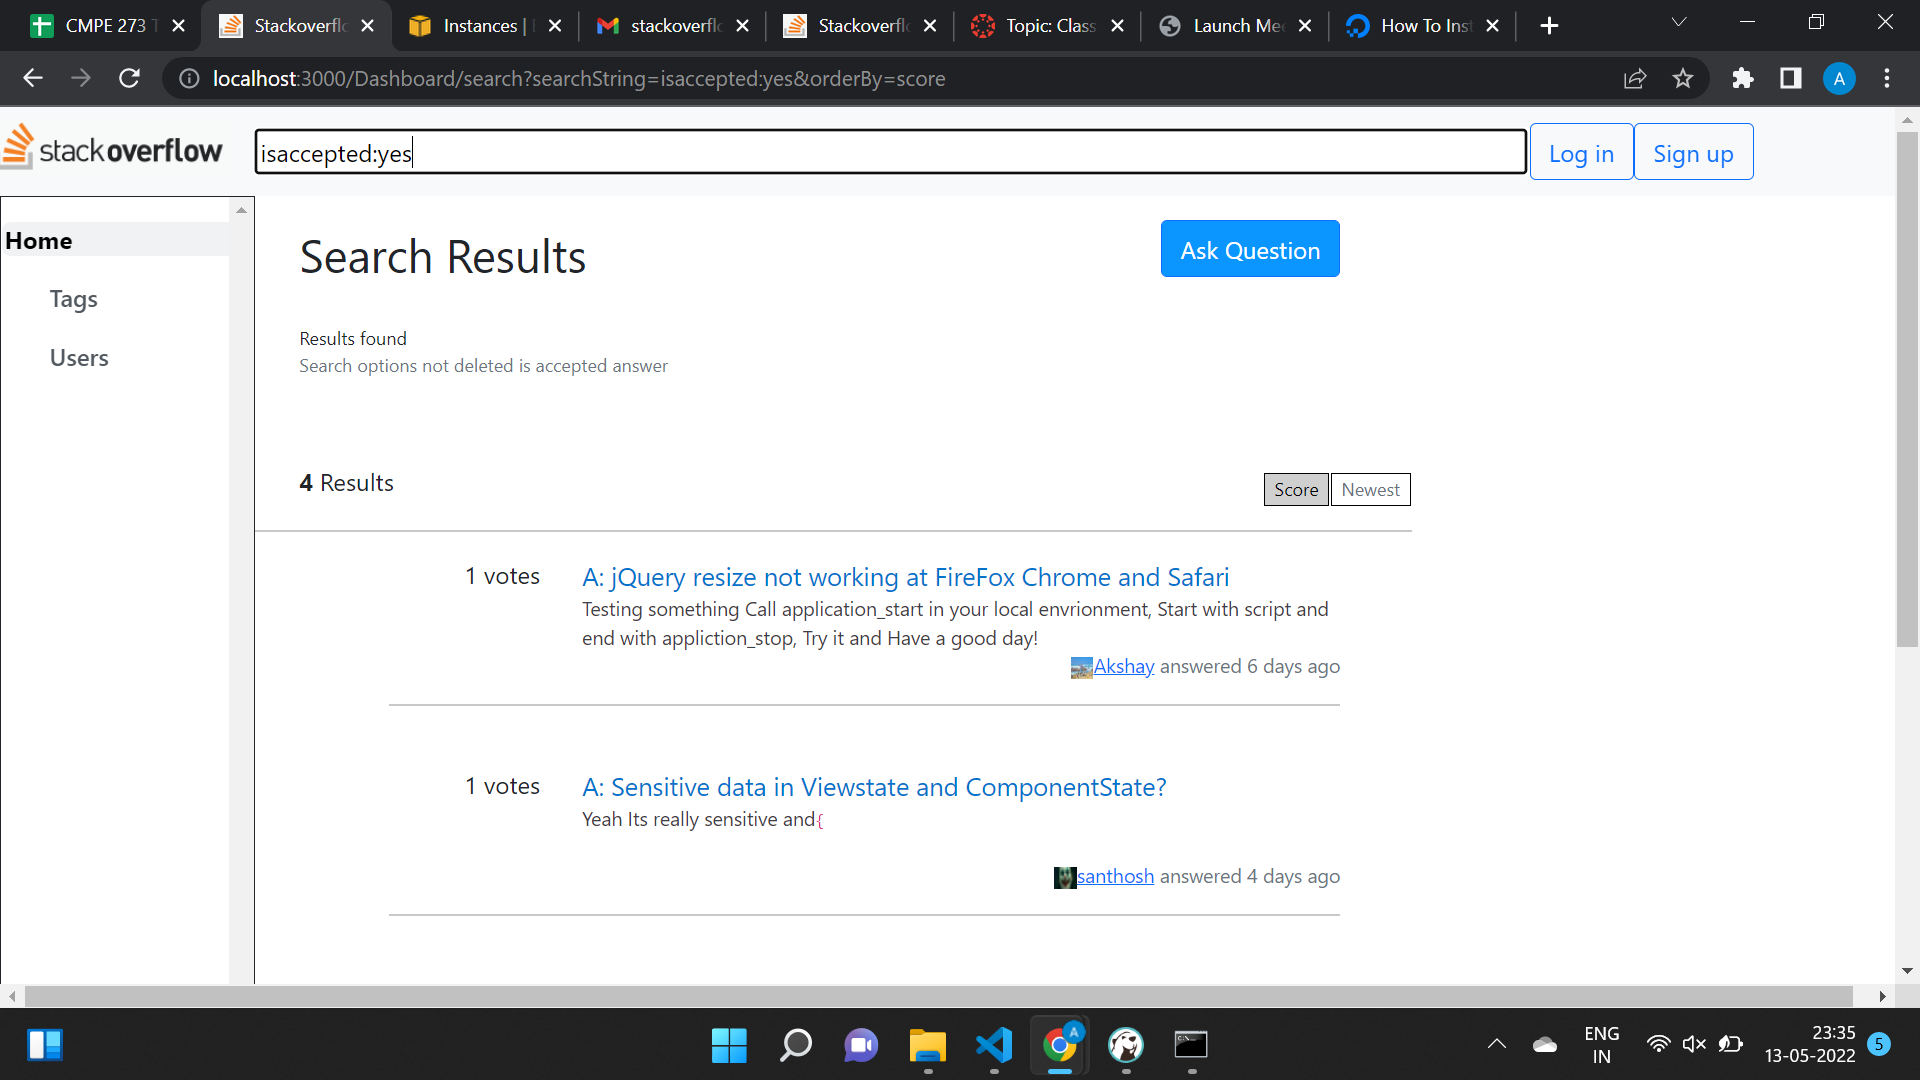 CMPE 273 T
Stackoverflo
Instances | E
stackoverflo
Stackoverflo
Topic: Class
Launch Mee
How To Inst
localhost:3000/Dashboard/search?searchString=isaccepted:yes&orderBy=score
A
stackoverflow
isaccepted:yes
Log in
Sign up
Home
Tags
Users
Search Results
Ask Question
Results found
Search options not deleted is accepted answer
4 Results
Score
Newest
1 votes
A: jQuery resize not working at FireFox Chrome and Safari
Testing something Call application_start in your local envrionment, Start with script and
end with appliction_stop, Try it and Have a good day!
Akshay answered 6 days ago
1 votes
A: Sensitive data in Viewstate and ComponentState?
Yeah Its really sensitive and{
santhosh answered 4 days ago
A
ENG
IN
23:35
13-05-2022
5